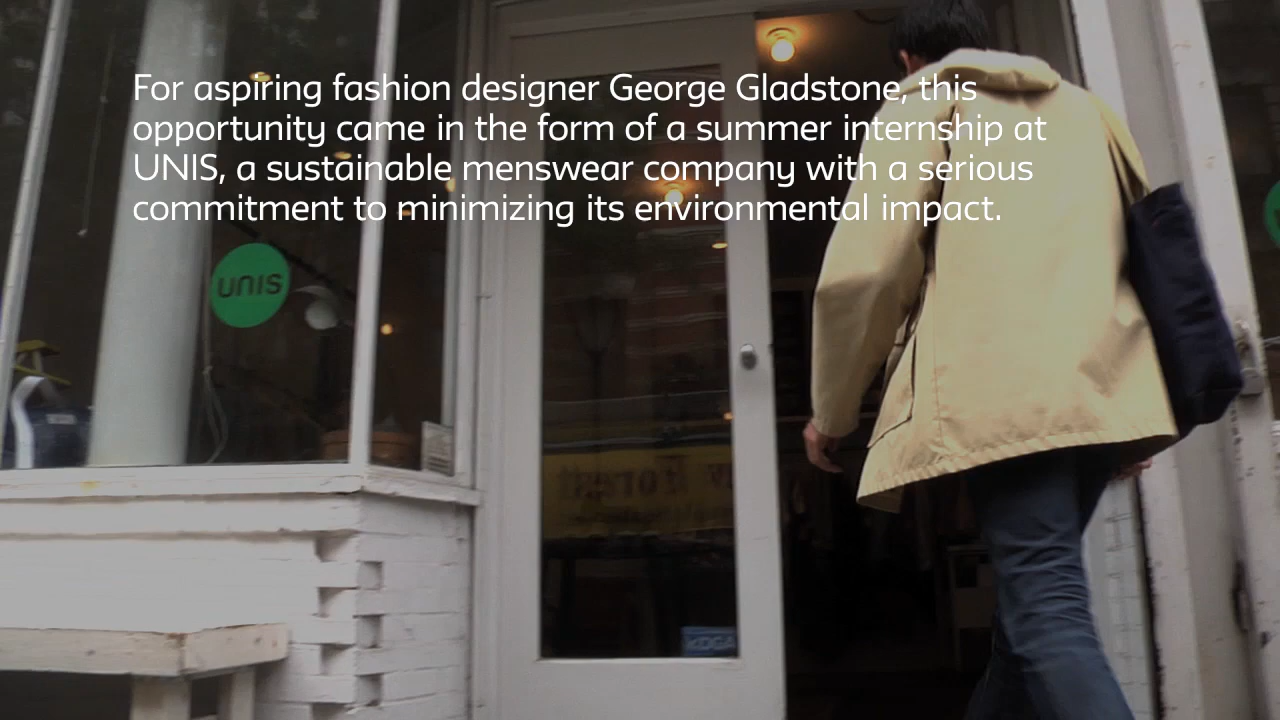 For aspiring fashion designer George Gladstone, this
opportunity came in the form of a summer internship at
UNIS, a sustainable menswear company with a serious
commitment to minimizing its environmental impact.
UNIS